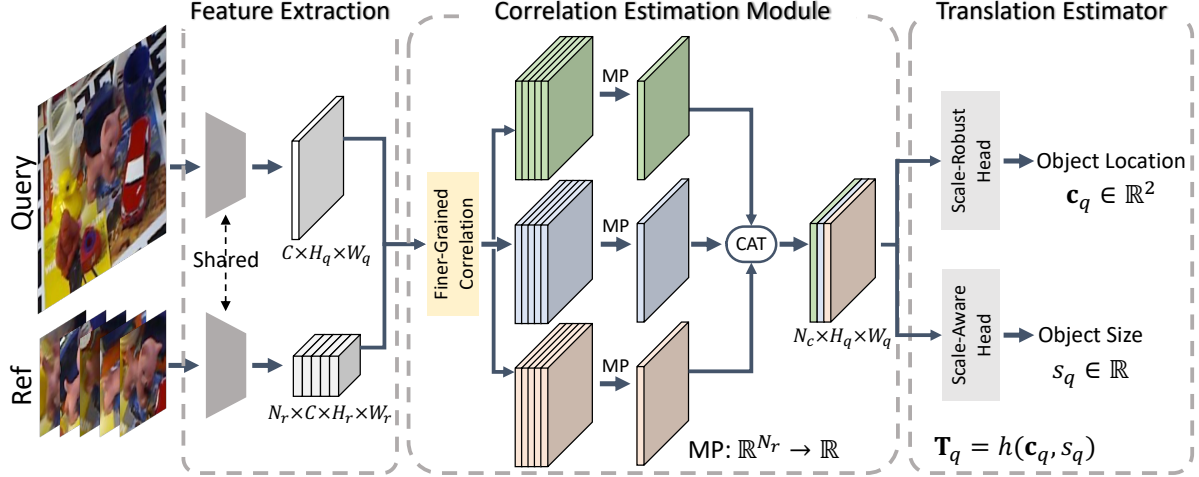 Feature Extraction
Correlation Estimation Module
Translation Estimator
Query
Ref
Shared
C×H_q×W_q
N_r×C×H_r×W_r
Finer-Grained
Correlation
MP
MP
MP
CAT
N_c×H_q×W_q
MP: ℝ^{N_r} → ℝ
Scale-Robust
Head
Object Location
𝐜_q ∈ ℝ²
Scale-Aware
Head
Object Size
s_q ∈ ℝ
𝐓_q = h(𝐜_q, s_q)